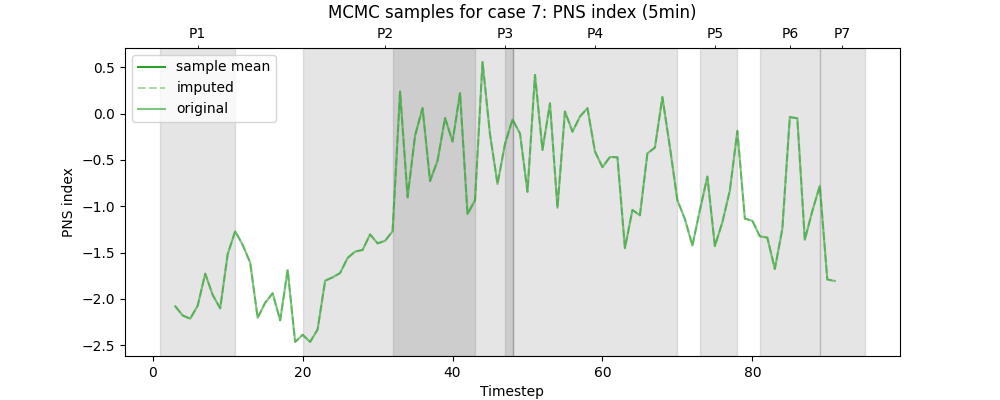 MCMC samples for case 7: PNS index (5min)
P1 P2 P3 P4 P5 P6 P7
sample mean
imputed
original
0.5
0.0
−0.5
−1.0
−1.5
−2.0
−2.5
PNS index
0 20 40 60 80
Timestep